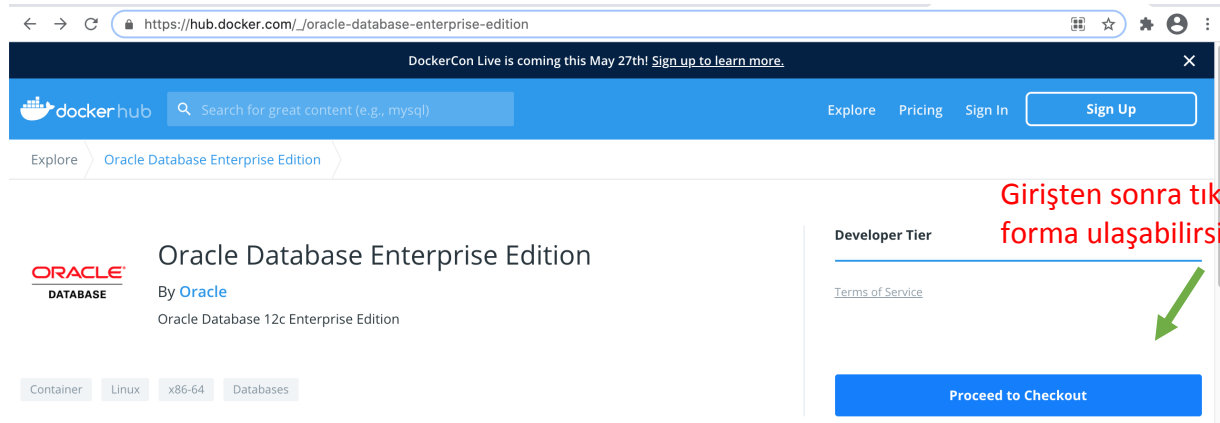 https://hub.docker.com/_/oracle-database-enterprise-edition
DockerCon Live is coming this May 27th! Sign up to learn more.
dockerhub
Search for great content (e.g., mysql)
Explore
Pricing
Sign In
Sign Up
Explore
Oracle Database Enterprise Edition
Girişten sonra tık
forma ulaşabilirsi
ORACLE
DATABASE
Oracle Database Enterprise Edition
By Oracle
Oracle Database 12c Enterprise Edition
Developer Tier
Terms of Service
Container
Linux
x86-64
Databases
Proceed to Checkout